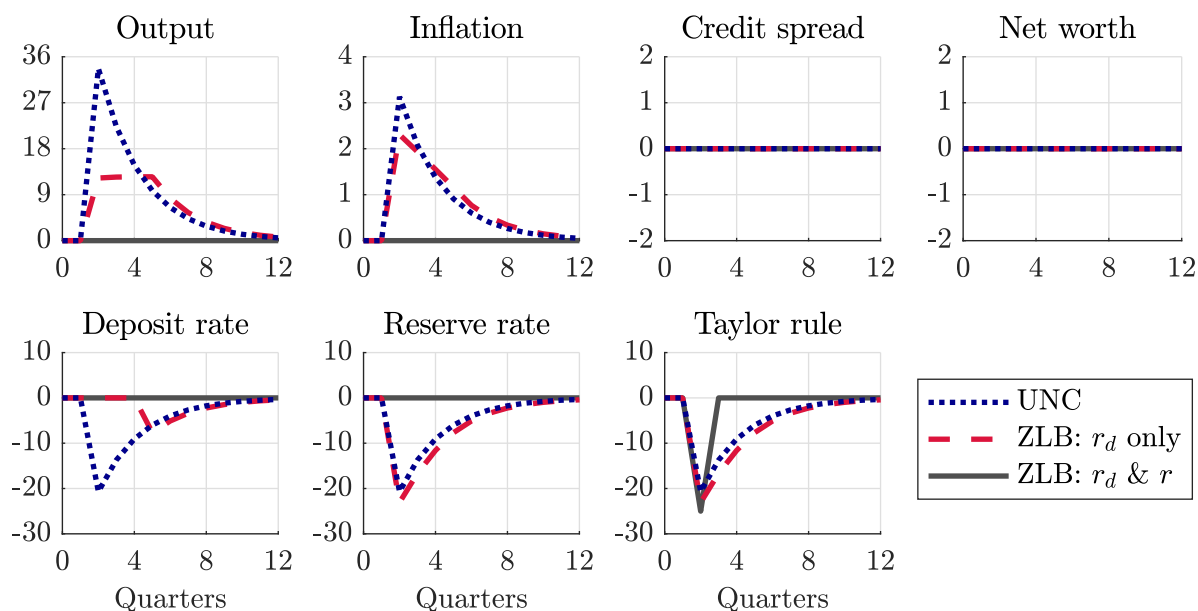 Output
Inflation
Credit spread
Net worth
36
27
18
9
0
0 4 8 12
4
3
2
1
0
0 4 8 12
2
1
0
-1
-2
0 4 8 12
2
1
0
-1
-2
0 4 8 12
Deposit rate
Reserve rate
Taylor rule
10
0
-10
-20
-30
0 4 8 12
Quarters
10
0
-10
-20
-30
0 4 8 12
Quarters
10
0
-10
-20
-30
0 4 8 12
Quarters
UNC
ZLB: r_d only
ZLB: r_d & r